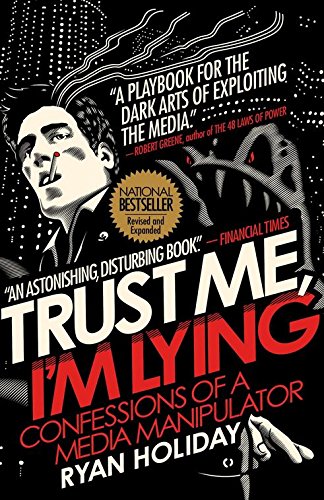 “A PLAYBOOK FOR THE
DARK ARTS OF EXPLOITING
THE MEDIA.”
— ROBERT GREENE, author of THE 48 LAWS OF POWER
NATIONAL
BESTSELLER
Revised and
Expanded
“AN ASTONISHING, DISTURBING BOOK.” — FINANCIAL TIMES
TRUST ME,
I'M LYING
CONFESSIONS OF A
MEDIA MANIPULATOR
RYAN HOLIDAY